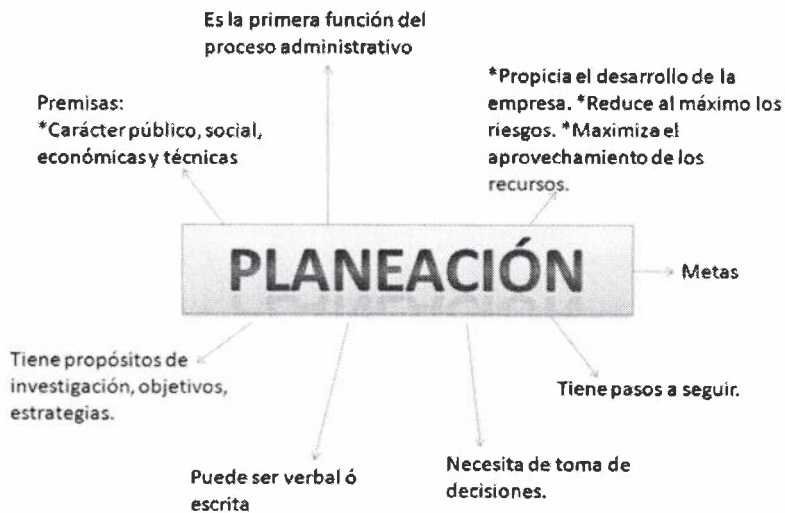 Es la primera función del
proceso administrativo
*Propicia el desarrollo de la
empresa. *Reduce al máximo los
riesgos. *Maximiza el
aprovechamiento de los
recursos.
Premisas:
*Carácter público, social,
económicas y técnicas
PLANEACIÓN
Metas
Tiene propósitos de
investigación, objetivos,
estrategias.
Tiene pasos a seguir.
Puede ser verbal ó
escrita
Necesita de toma de
decisiones.